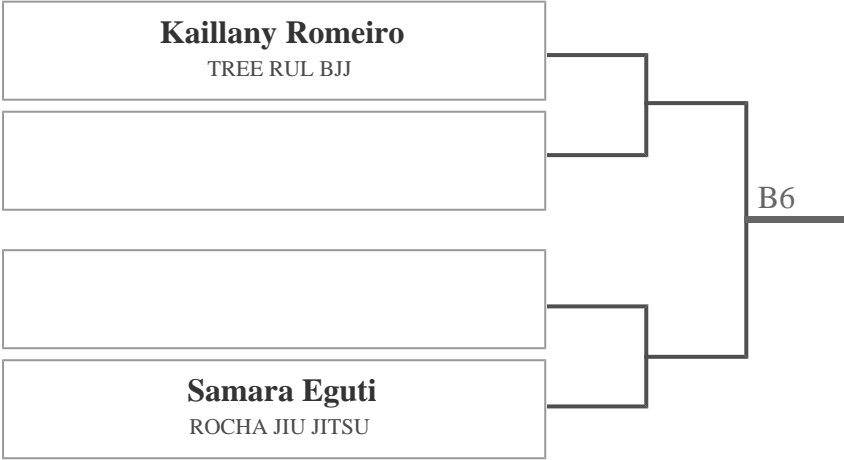 Kaillany Romeiro
TREE RUL BJJ
B6
Samara Eguti
ROCHA JIU JITSU